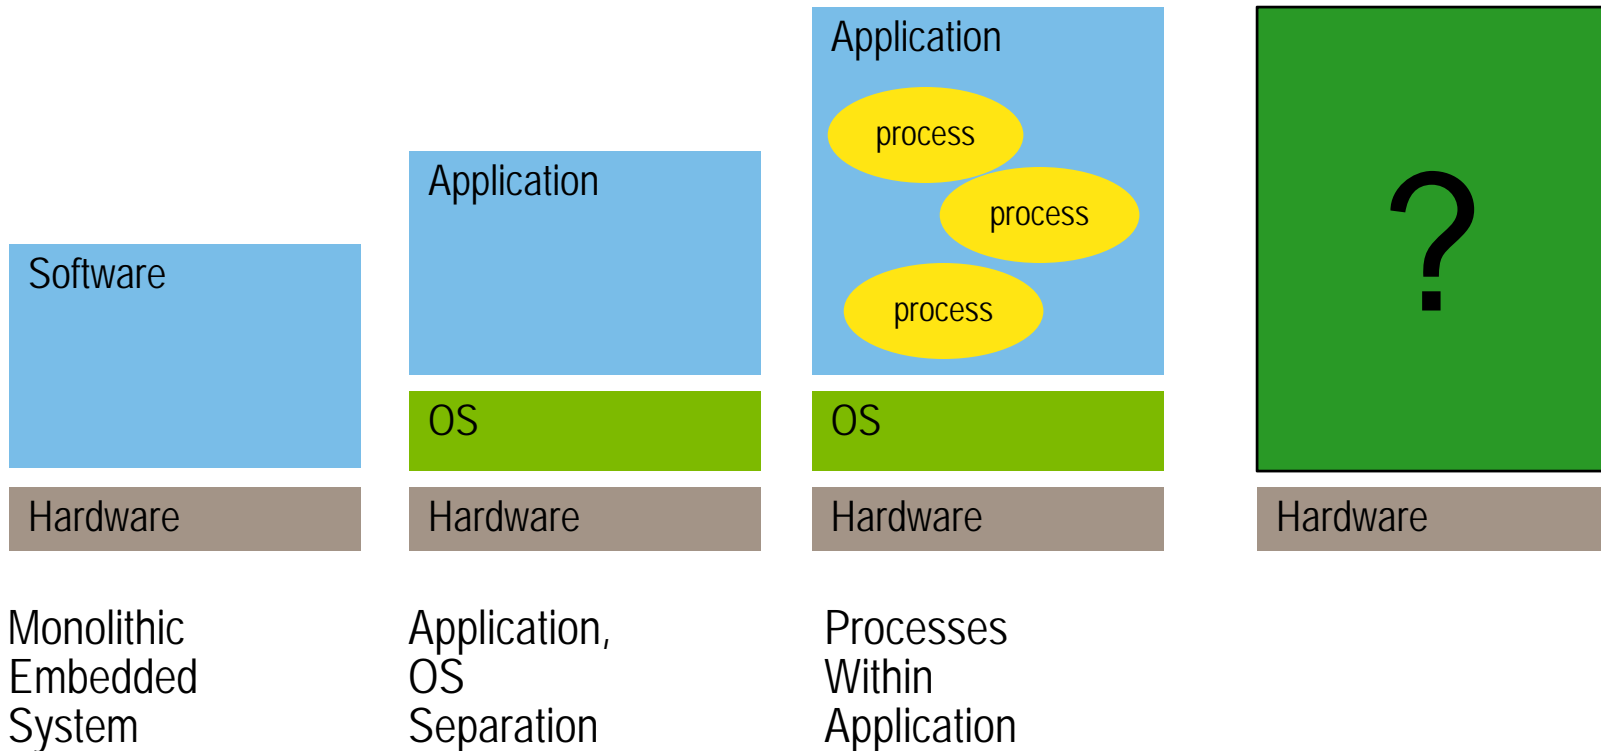 Software
Hardware
Monolithic
Embedded
System
Application
OS
Hardware
Application,
OS
Separation
Application
process
process
process
OS
Hardware
Processes
Within
Application
?
Hardware